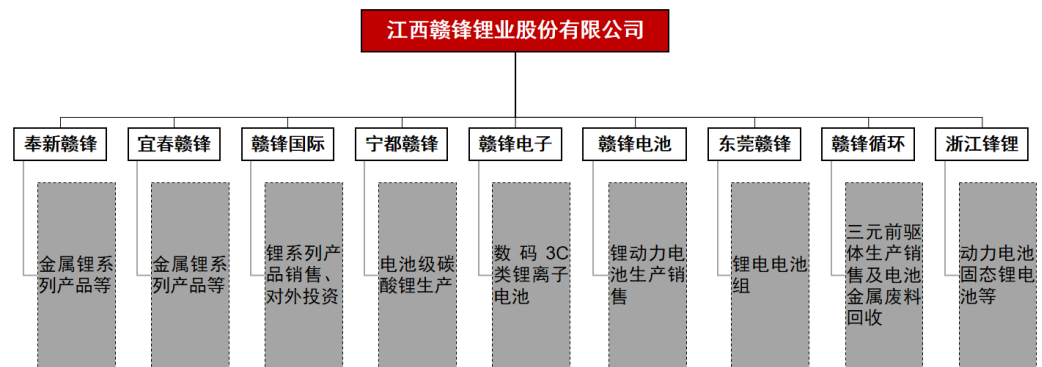 江西赣锋锂业股份有限公司
奉新赣锋
宜春赣锋
赣锋国际
宁都赣锋
赣锋电子
赣锋电池
东莞赣锋
赣锋循环
浙江锋锂
金属锂系
列产品等
金属锂系
列产品等
锂系列产
品销售、
对外投资
电池级碳
酸锂生产
数码3C
类锂离子
电池
锂动力电
池生产销
售
锂电电池
组
三元前驱
体生产销
售及电池
金属废料
回收
动力电池
固态锂电
池等